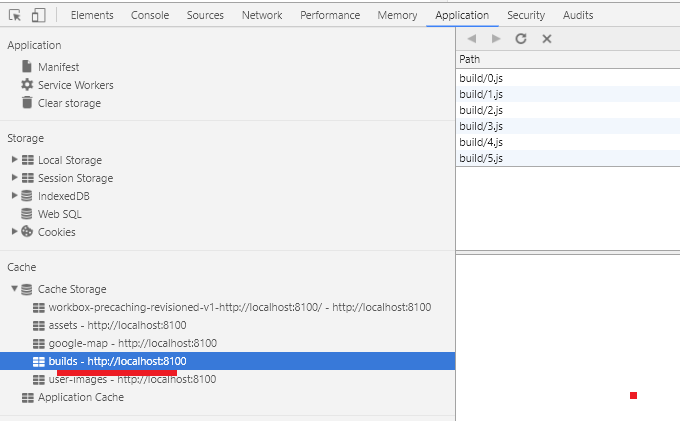 Elements Console Sources Network Performance Memory Application Security Audits
Application
Manifest
Service Workers
Clear storage
Storage
Local Storage
Session Storage
IndexedDB
Web SQL
Cookies
Cache
Cache Storage
workbox-precaching-revisioned-v1-http://localhost:8100/ - http://localhost:8100
assets - http://localhost:8100
google-map - http://localhost:8100
builds - http://localhost:8100
user-images - http://localhost:8100
Application Cache
Path
build/0.js
build/1.js
build/2.js
build/3.js
build/4.js
build/5.js